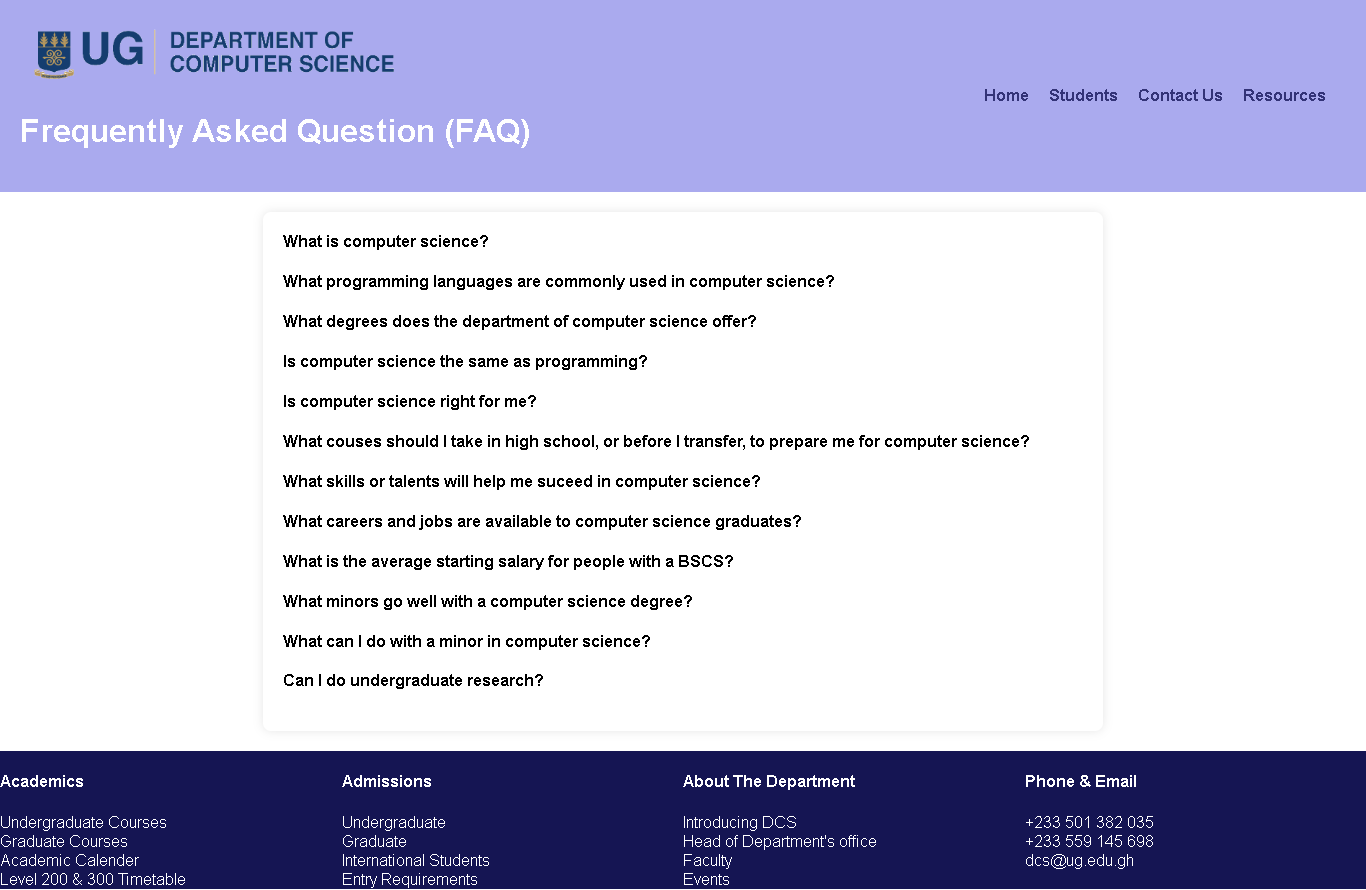 UG
DEPARTMENT OF
COMPUTER SCIENCE
Home Students Contact Us Resources
Frequently Asked Question (FAQ)
What is computer science?
What programming languages are commonly used in computer science?
What degrees does the department of computer science offer?
Is computer science the same as programming?
Is computer science right for me?
What couses should I take in high school, or before I transfer, to prepare me for computer science?
What skills or talents will help me suceed in computer science?
What careers and jobs are available to computer science graduates?
What is the average starting salary for people with a BSCS?
What minors go well with a computer science degree?
What can I do with a minor in computer science?
Can I do undergraduate research?
Academics
Undergraduate Courses
Graduate Courses
Academic Calender
Level 200 & 300 Timetable
Admissions
Undergraduate
Graduate
International Students
Entry Requirements
About The Department
Introducing DCS
Head of Department's office
Faculty
Events
Phone & Email
+233 501 382 035
+233 559 145 698
dcs@ug.edu.gh